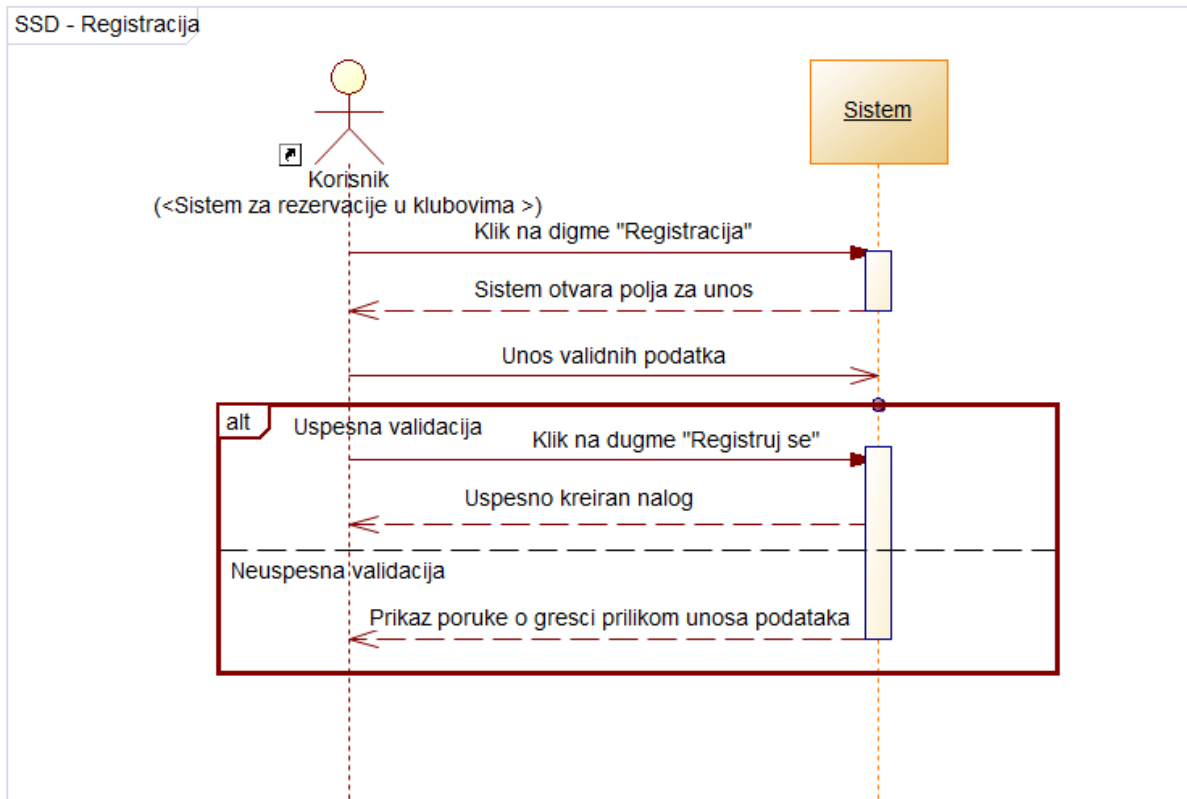 SSD - Registracija
Sistem
Korisnik
(<Sistem za rezervacije u klubovima >)
Klik na digme "Registracija"
Sistem otvara polja za unos
Unos validnih podatka
alt
Uspesna validacija
Klik na dugme "Registruj se"
Uspesno kreiran nalog
Neuspesna validacija
Prikaz poruke o gresci prilikom unosa podataka